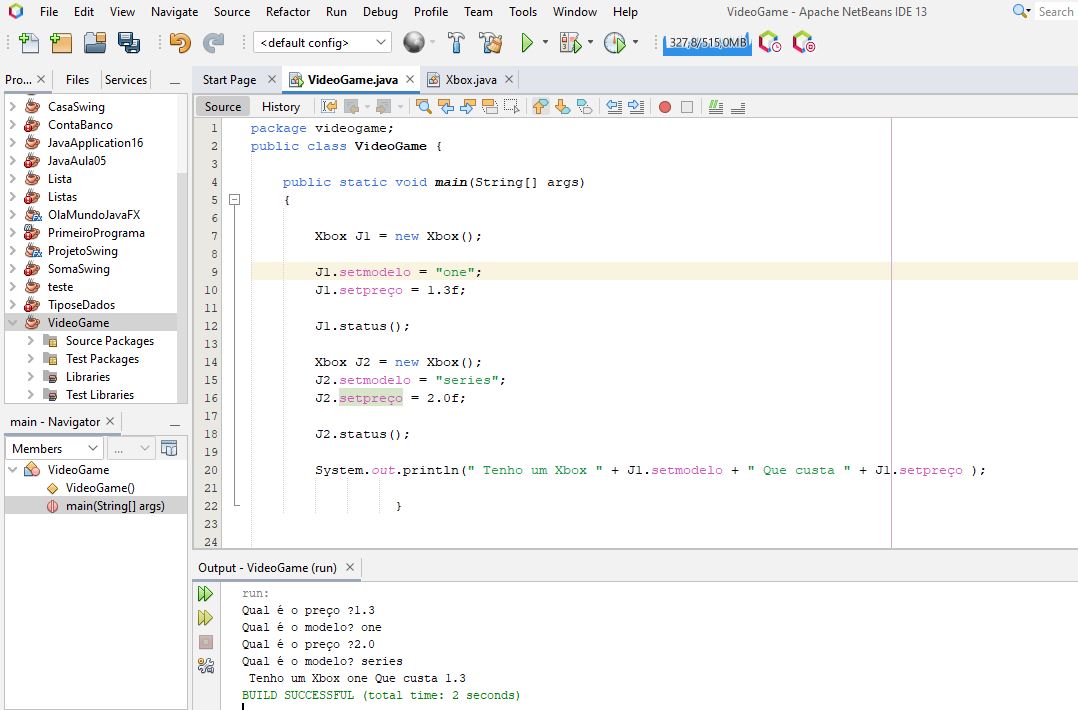 File Edit View Navigate Source Refactor Run Debug Profile Team Tools Window Help VideoGame - Apache NetBeans IDE 13 Search
<default config> 327,8/515,0MB
Pro... Files Services
Start Page VideoGame.java Xbox.java
Source History
CasaSwing
ContaBanco
JavaApplication16
JavaAula05
Lista
Listas
OlaMundoJavaFX
PrimeiroPrograma
ProjetoSwing
SomaSwing
teste
TiposeDados
VideoGame
Source Packages
Test Packages
Libraries
Test Libraries
main - Navigator
Members ...
VideoGame
VideoGame()
main(String[] args)
1 package videogame;
2 public class VideoGame {
3
4 public static void main(String[] args)
5 {
6
7 Xbox J1 = new Xbox();
8
9 J1.setmodelo = "one";
10 J1.setpreço = 1.3f;
11
12 J1.status();
13
14 Xbox J2 = new Xbox();
15 J2.setmodelo = "series";
16 J2.setpreço = 2.0f;
17
18 J2.status();
19
20 System.out.println(" Tenho um Xbox " + J1.setmodelo + " Que custa " + J1.setpreço );
21
22 }
23
24
Output - VideoGame (run)
run:
Qual é o preço ?1.3
Qual é o modelo? one
Qual é o preço ?2.0
Qual é o modelo? series
Tenho um Xbox one Que custa 1.3
BUILD SUCCESSFUL (total time: 2 seconds)